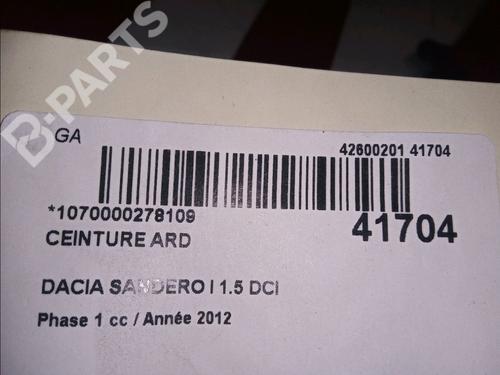 B-PARTS
GA
42600201 41704
*1070000278109
41704
CEINTURE ARD
DACIA SANDERO I 1.5 DCI
Phase 1 cc / Année 2012